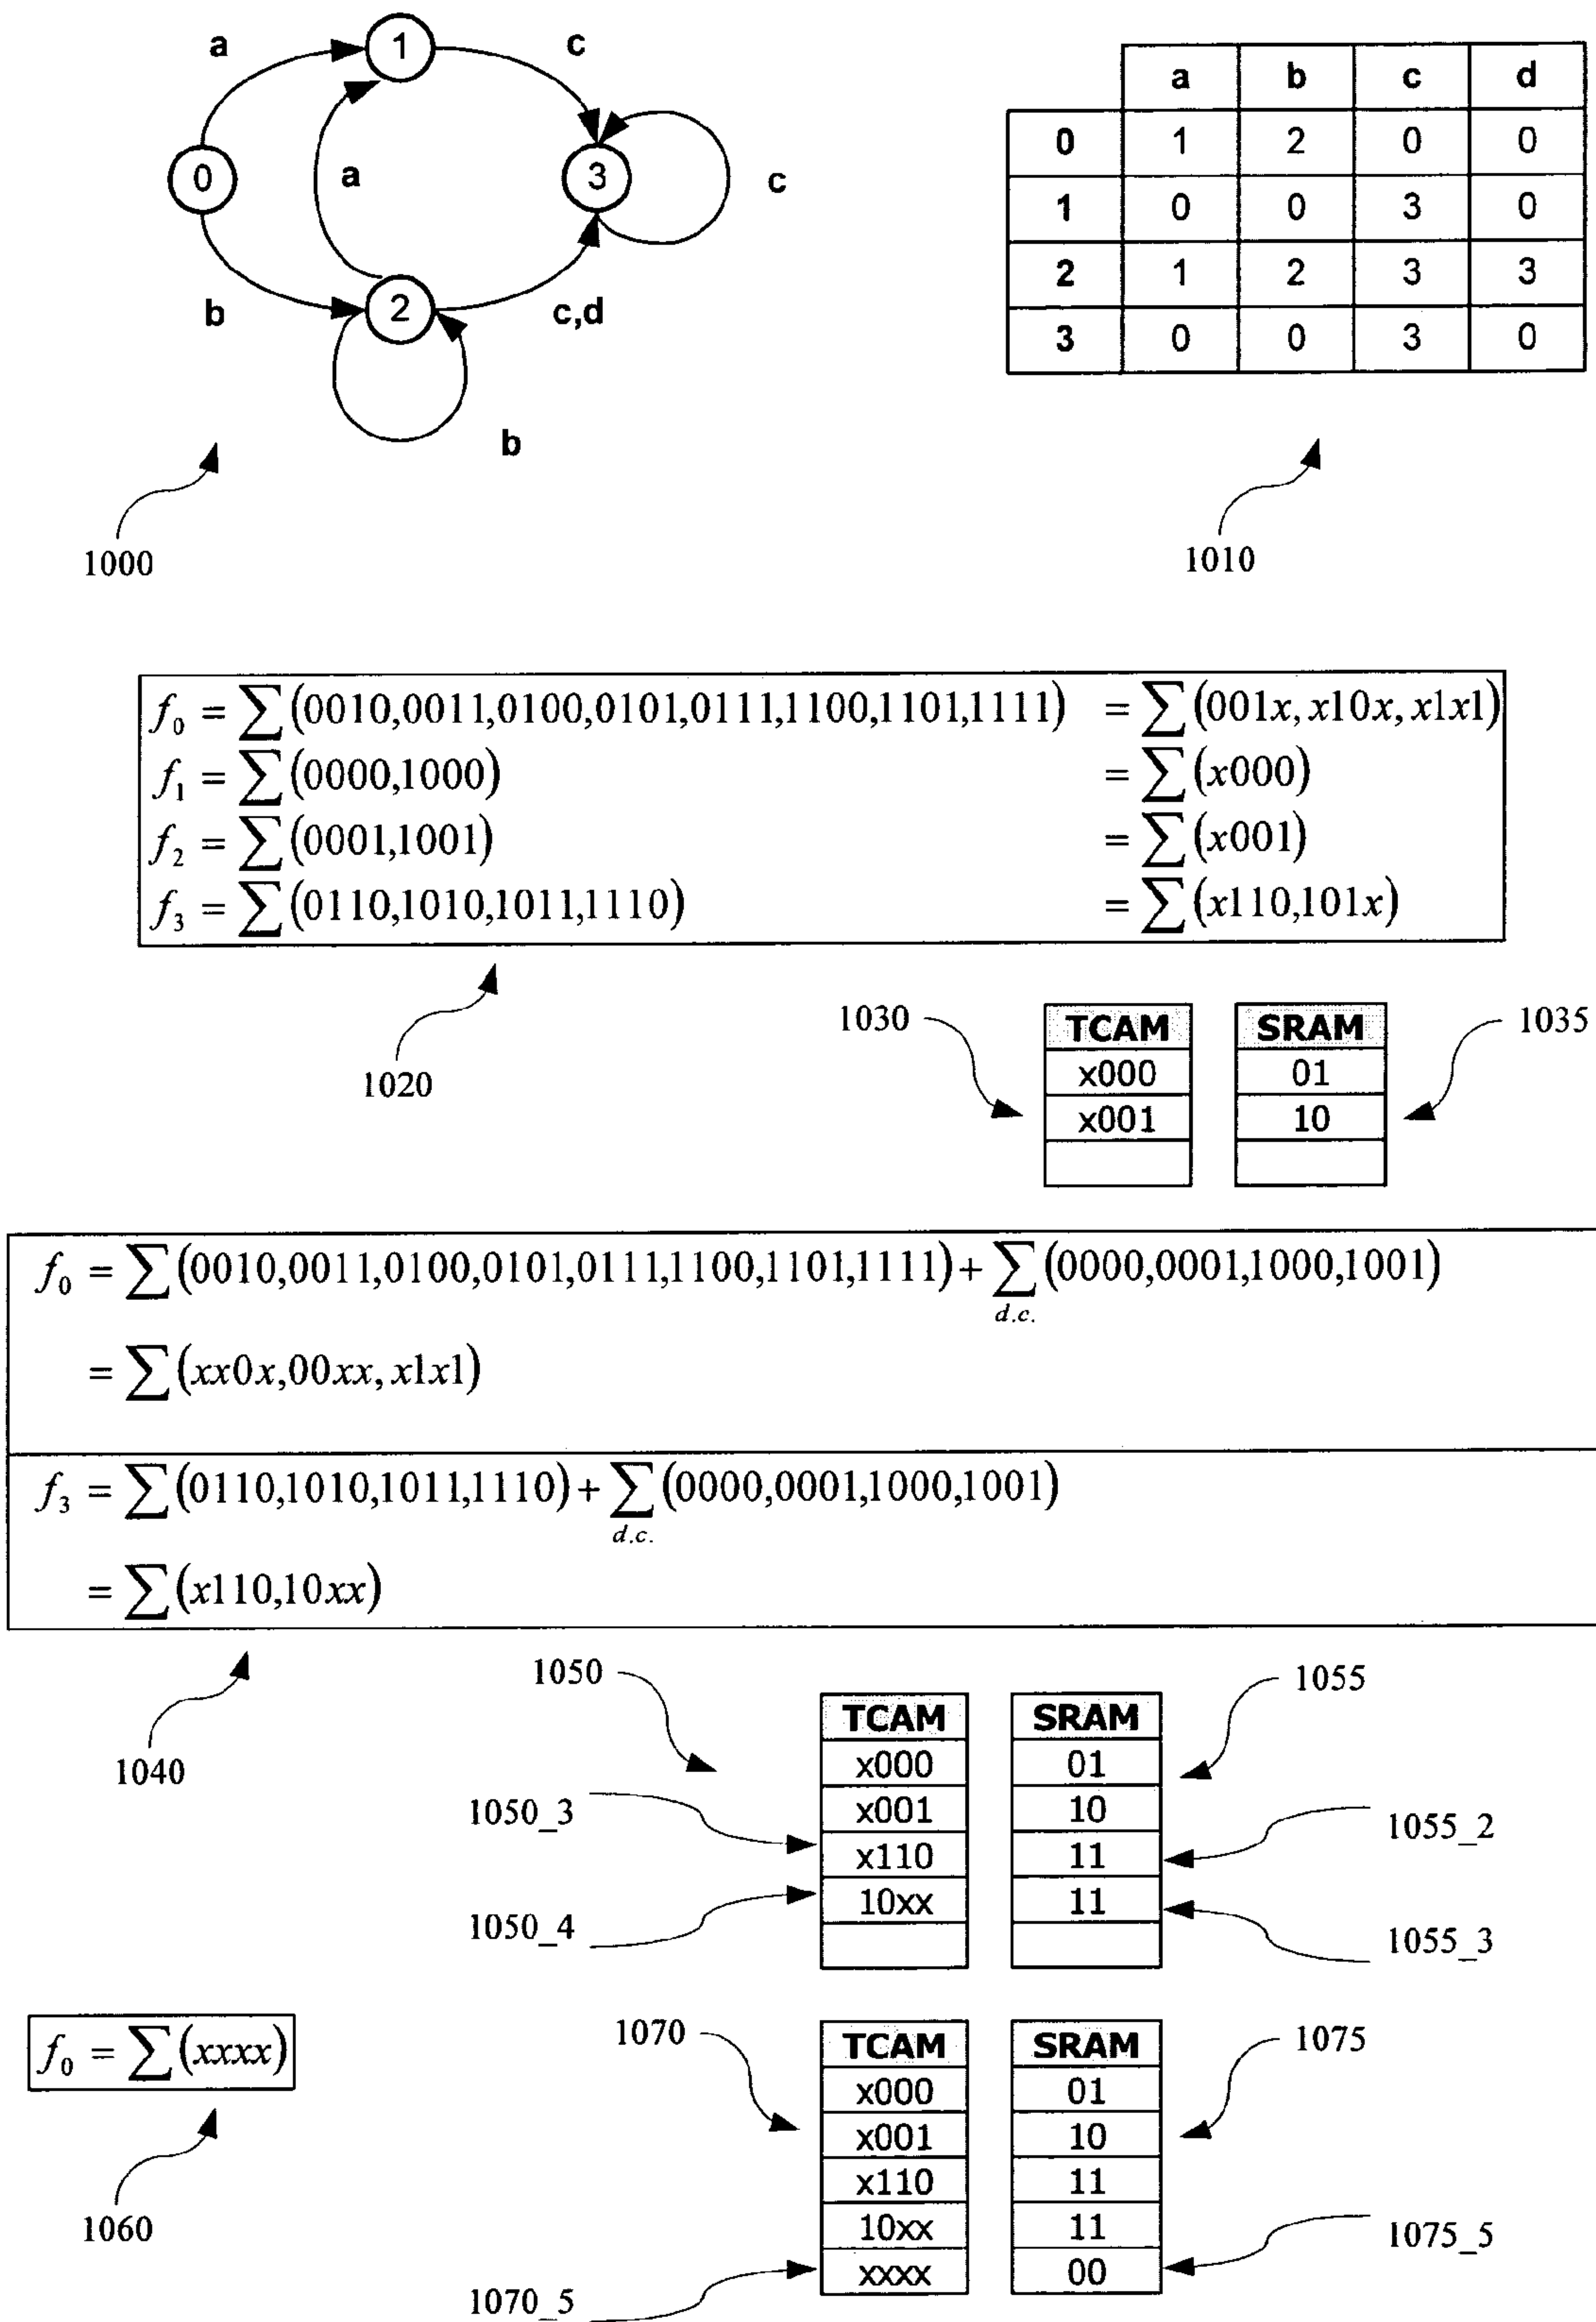 a
1
c
0
a
3
c
b
2
c,d
b
1000
a b c d
0 1 2 0 0
1 0 0 3 0
2 1 2 3 3
3 0 0 3 0
1010
f₀ = ∑(0010,0011,0100,0101,0111,1100,1101,1111) = ∑(001x, x10x, x1x1)
f₁ = ∑(0000,1000) = ∑(x000)
f₂ = ∑(0001,1001) = ∑(x001)
f₃ = ∑(0110,1010,1011,1110) = ∑(x110,101x)
1020
1030
TCAM SRAM
x000 01
x001 10
1035
f₀ = ∑(0010,0011,0100,0101,0111,1100,1101,1111) + ∑(0000,0001,1000,1001)
d.c.
= ∑(xx0x,00xx, x1x1)
f₃ = ∑(0110,1010,1011,1110) + ∑(0000,0001,1000,1001)
d.c.
= ∑(x110,10xx)
1040
1050
1055
TCAM SRAM
x000 01
x001 10
x110 11
10xx 11
1050_3
1055_2
1050_4
1055_3
f₀ = ∑(xxxx)
1060
1070
1075
TCAM SRAM
x000 01
x001 10
x110 11
10xx 11
xxxx 00
1075_5
1070_5